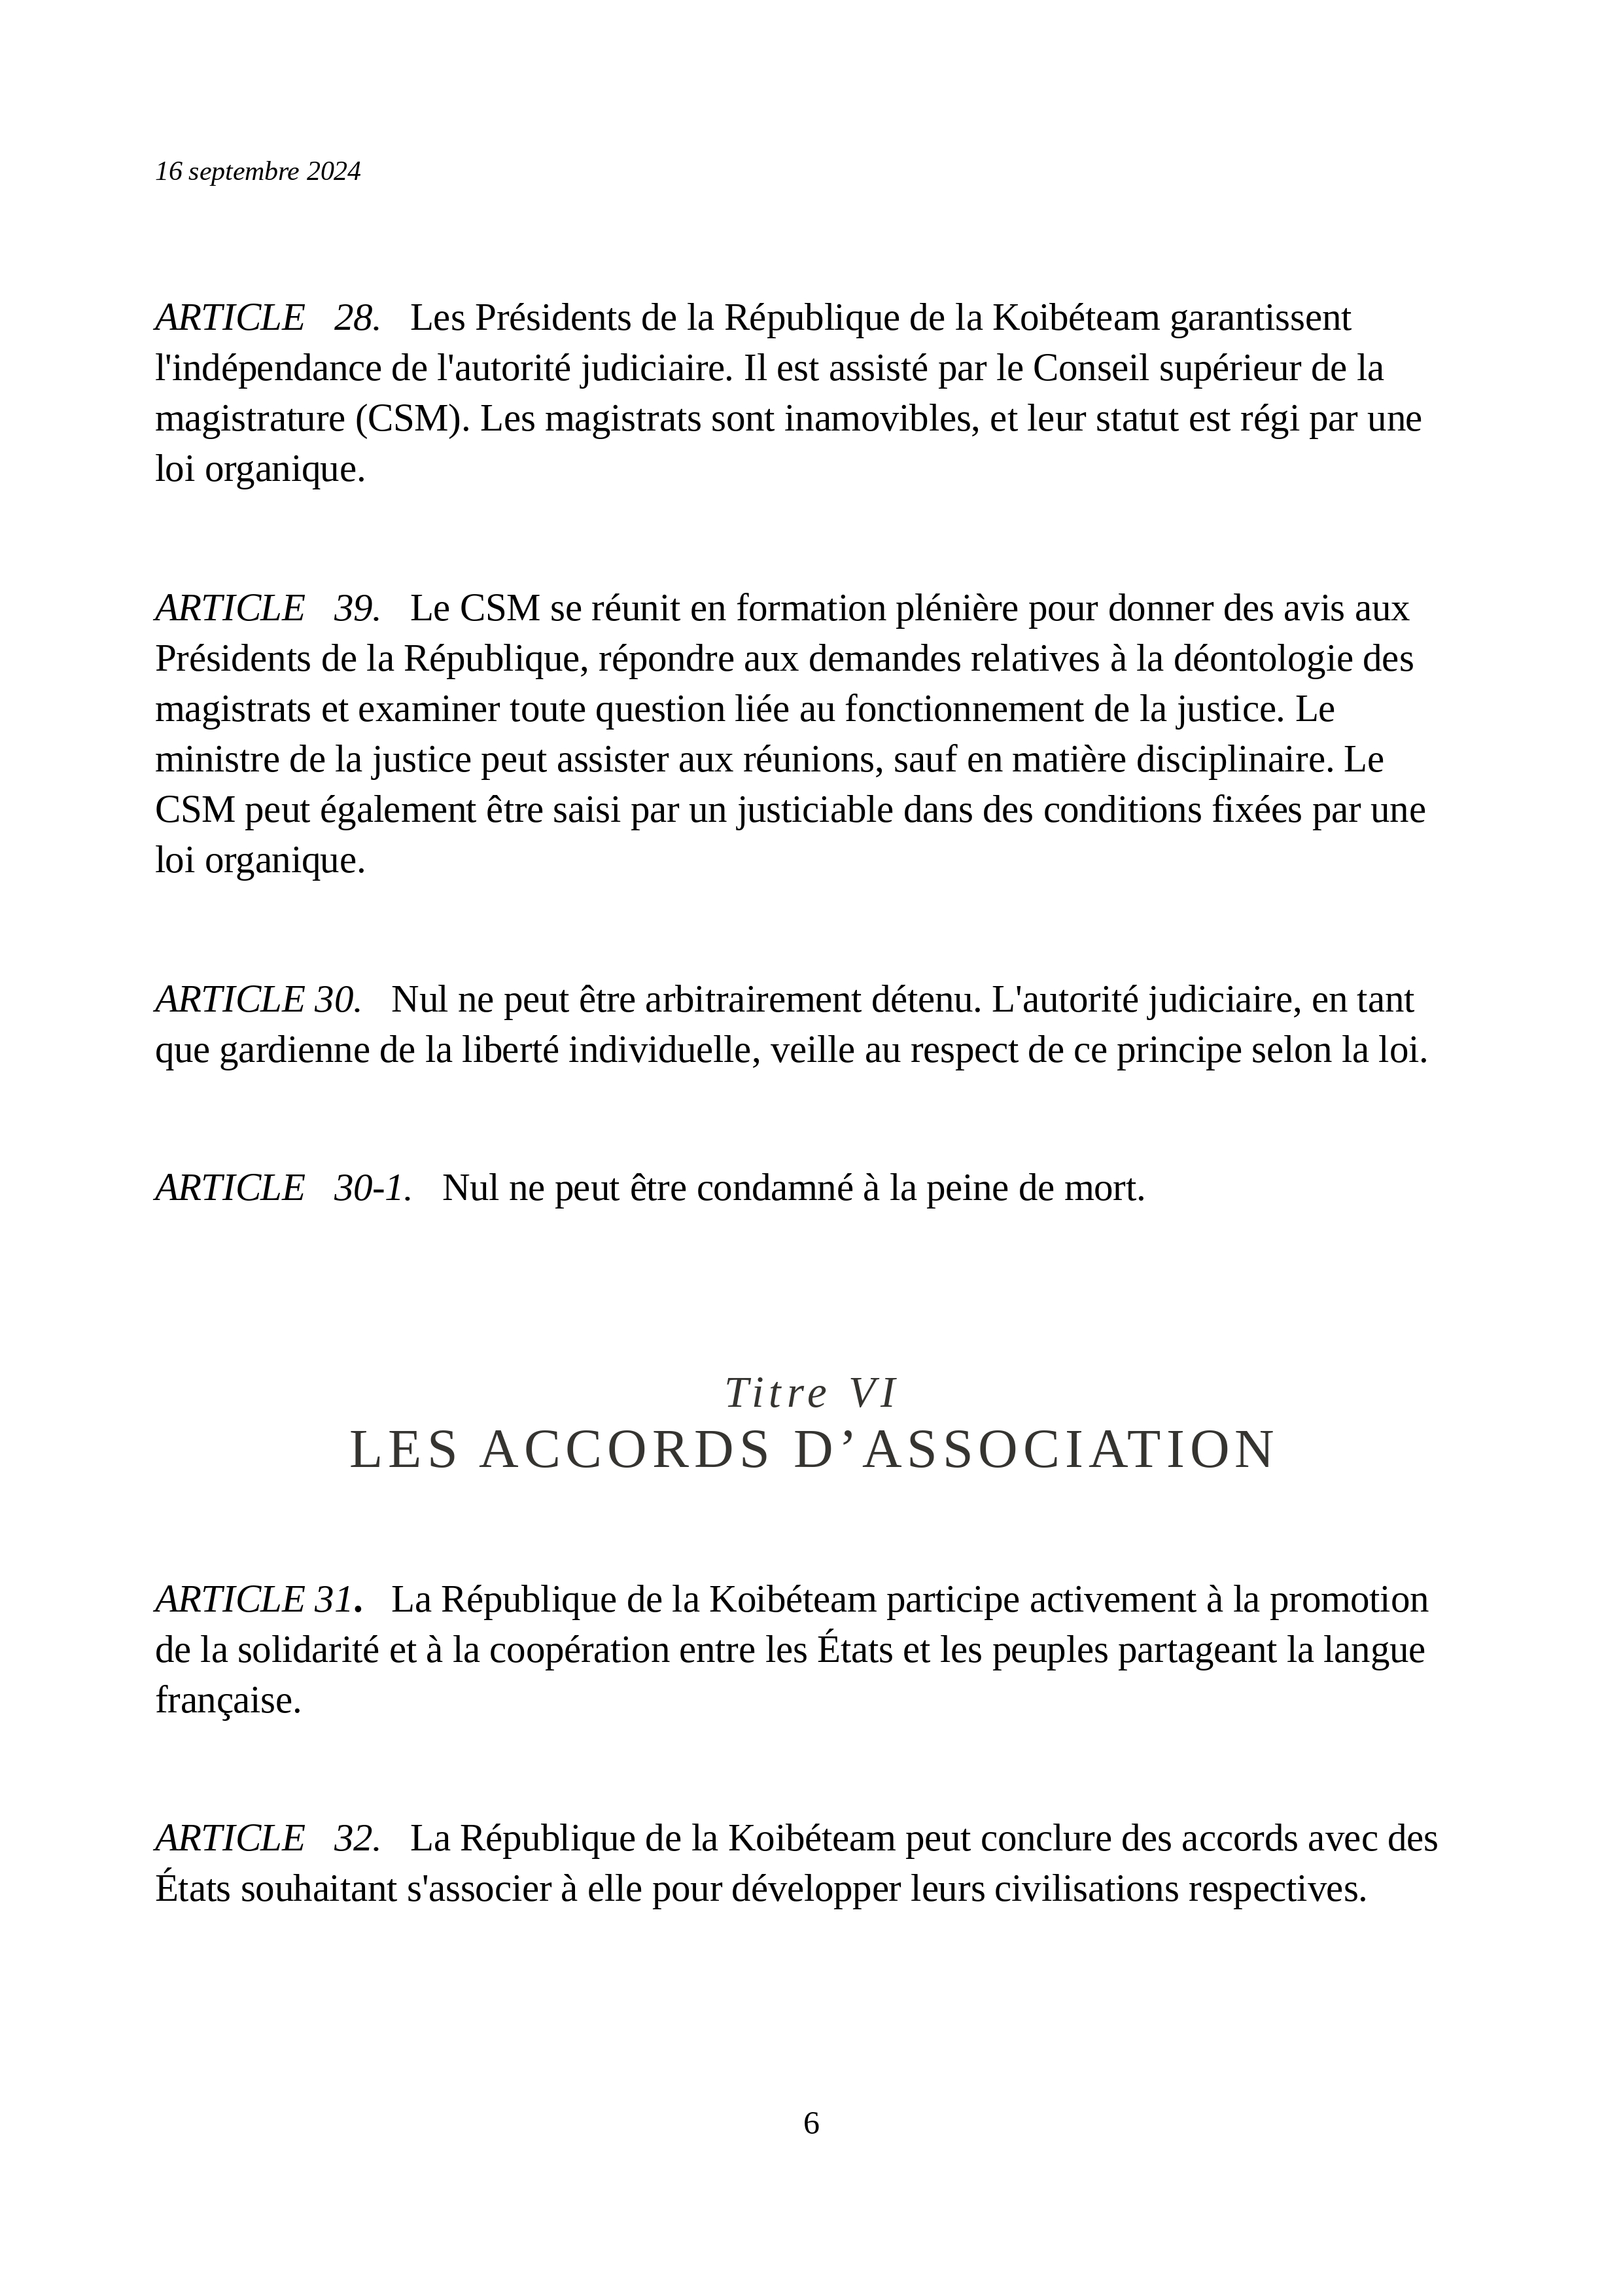 16 septembre 2024
ARTICLE 28. Les Présidents de la République de la Koibéteam garantissent
l'indépendance de l'autorité judiciaire. Il est assisté par le Conseil supérieur de la
magistrature (CSM). Les magistrats sont inamovibles, et leur statut est régi par une
loi organique.
ARTICLE 39. Le CSM se réunit en formation plénière pour donner des avis aux
Présidents de la République, répondre aux demandes relatives à la déontologie des
magistrats et examiner toute question liée au fonctionnement de la justice. Le
ministre de la justice peut assister aux réunions, sauf en matière disciplinaire. Le
CSM peut également être saisi par un justiciable dans des conditions fixées par une
loi organique.
ARTICLE 30. Nul ne peut être arbitrairement détenu. L'autorité judiciaire, en tant
que gardienne de la liberté individuelle, veille au respect de ce principe selon la loi.
ARTICLE 30-1. Nul ne peut être condamné à la peine de mort.
Titre VI
LES ACCORDS D’ASSOCIATION
ARTICLE 31. La République de la Koibéteam participe activement à la promotion
de la solidarité et à la coopération entre les États et les peuples partageant la langue
française.
ARTICLE 32. La République de la Koibéteam peut conclure des accords avec des
États souhaitant s'associer à elle pour développer leurs civilisations respectives.
6